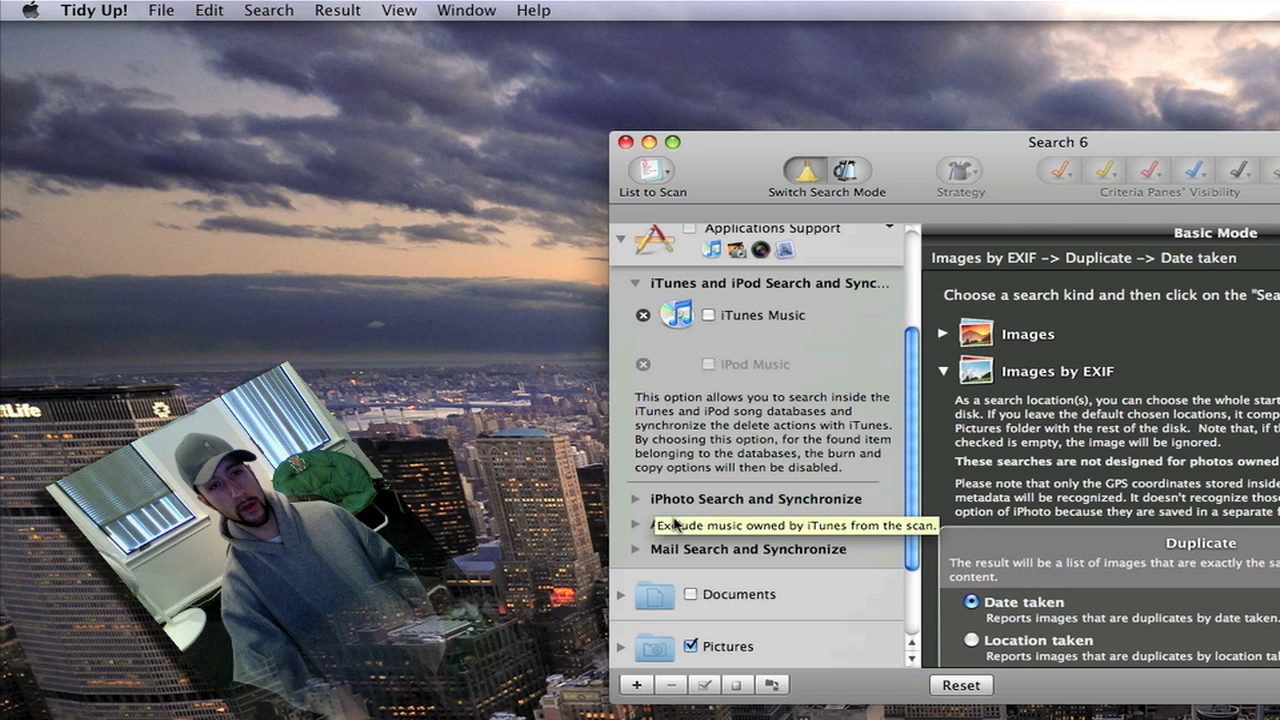 Tidy Up! File Edit Search Result View Window Help
Search 6
List to Scan
Switch Search Mode
Strategy
Criteria Panes' Visibility
Applications Support
iTunes and iPod Search and Sync...
iTunes Music
iPod Music
This option allows you to search inside the
iTunes and iPod song databases and
synchronize the delete actions with iTunes.
By choosing this option, for the found item
belonging to the databases, the burn and
copy options will then be disabled.
iPhoto Search and Synchronize
Exclude music owned by iTunes from the scan.
Mail Search and Synchronize
Documents
Pictures
Basic Mode
Images by EXIF -> Duplicate -> Date taken
Choose a search kind and then click on the "Sea
Images
Images by EXIF
As a search location(s), you can choose the whole start
disk. If you leave the default chosen locations, it comp
Pictures folder with the rest of the disk. Note that, if th
checked is empty, the image will be ignored.
These searches are not designed for photos owned
Please note that only the GPS coordinates stored inside
metadata will be recognized. It doesn't recognize those
option of iPhoto because they are saved in a separate f
Duplicate
The result will be a list of images that are exactly the sa
content.
Date taken
Reports images that are duplicates by date taken.
Location taken
Reports images that are duplicates by location tak
Reset
tLife